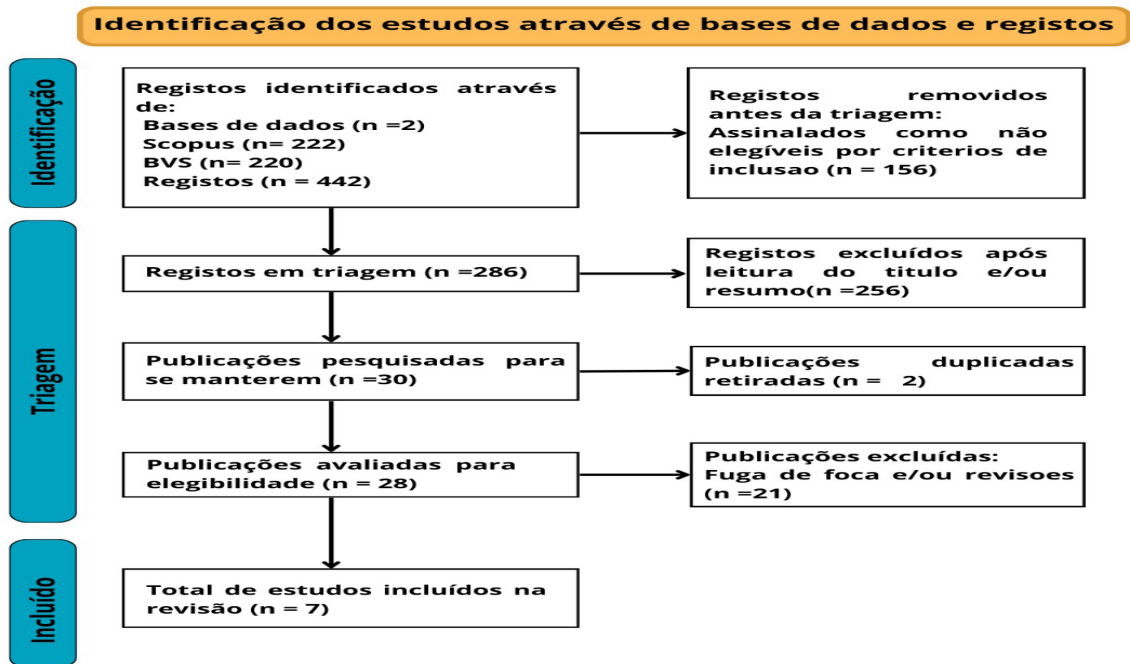 Identificação dos estudos através de bases de dados e registos
Identificação
Registos identificados através
de:
Bases de dados (n =2)
Scopus (n= 222)
BVS (n= 220)
Registos (n = 442)
Registos removidos
antes da triagem:
Assinalados como não
elegíveis por criterios de
inclusao (n = 156)
Triagem
Registos em triagem (n =286)
Registos excluídos após
leitura do titulo e/ou
resumo(n =256)
Publicações pesquisadas para
se manterem (n =30)
Publicações duplicadas
retiradas (n = 2)
Publicações avaliadas para
elegibilidade (n = 28)
Publicações excluídas:
Fuga de foca e/ou revisoes
(n =21)
Incluído
Total de estudos incluídos na
revisão (n = 7)